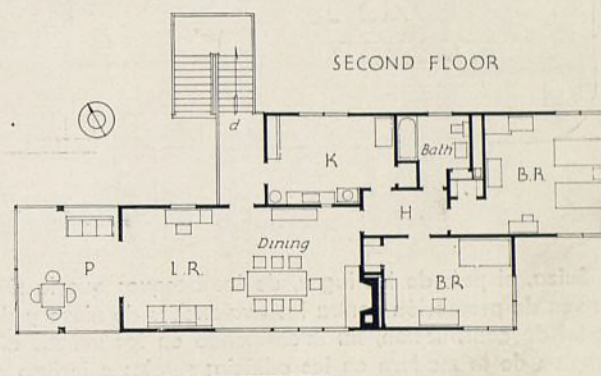 SECOND FLOOR
d
K
Bath
B.R.
H
Dining
P
L.R.
B.R.